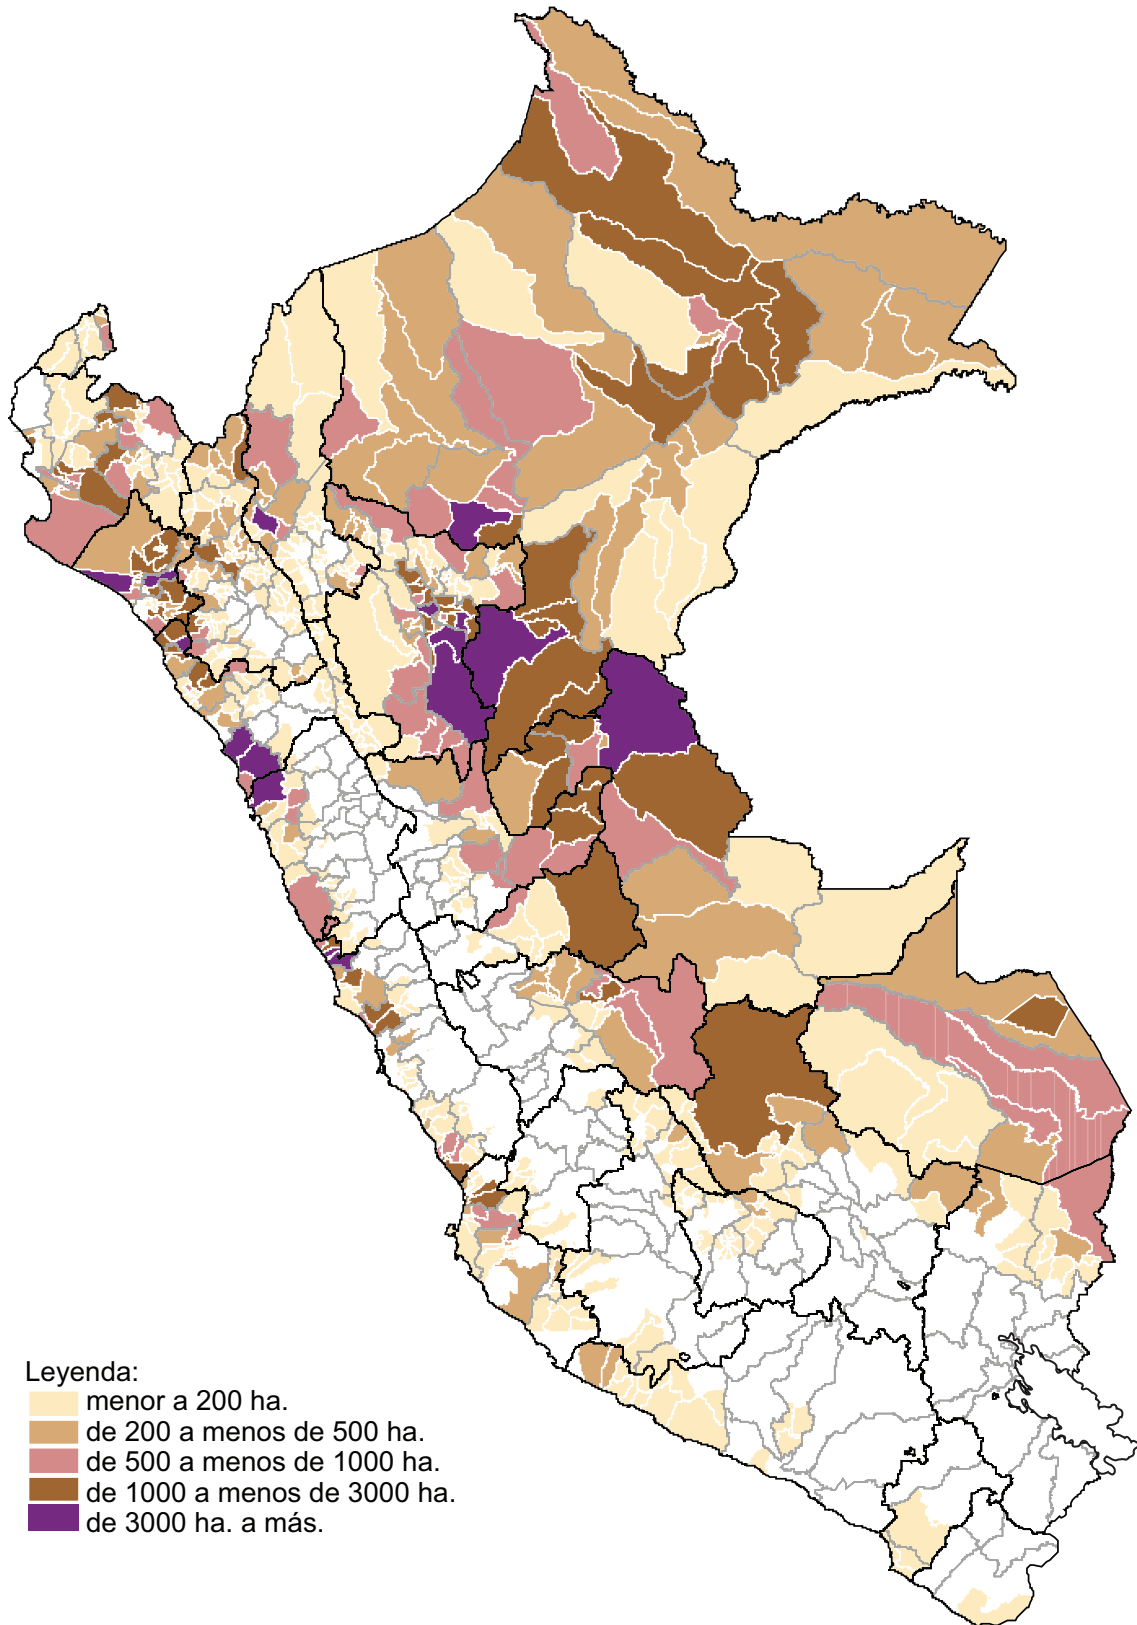 Leyenda:
menor a 200 ha.
de 200 a menos de 500 ha.
de 500 a menos de 1000 ha.
de 1000 a menos de 3000 ha.
de 3000 ha. a más.